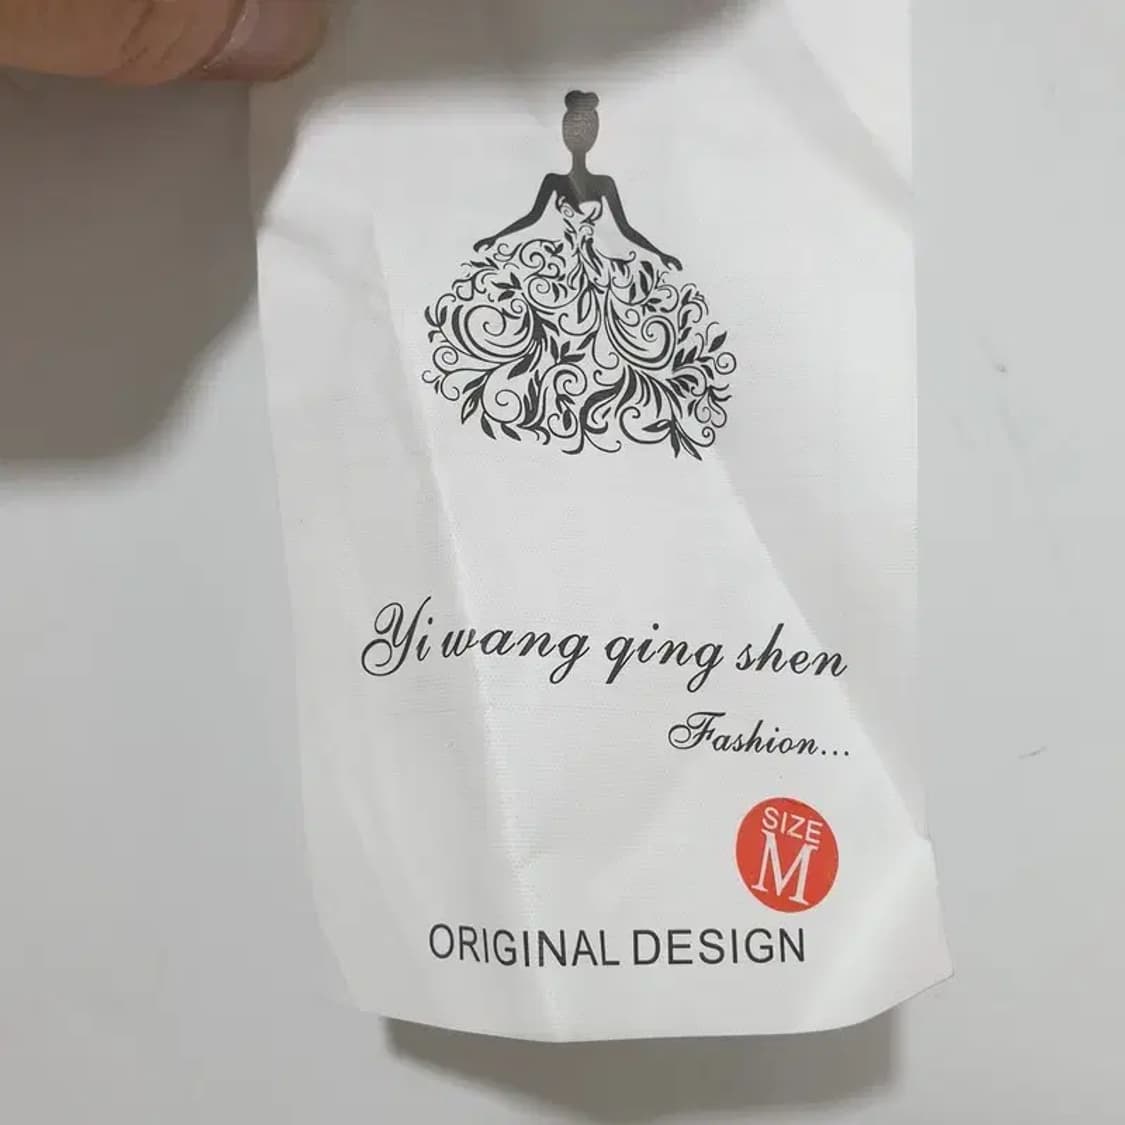 Yi wang qing shen
Fashion...
SIZE
M
ORIGINAL DESIGN